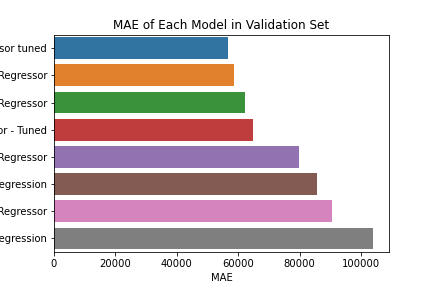 MAE of Each Model in Validation Set
sor tuned
Regressor
Regressor
or - Tuned
Regressor
egression
Regressor
egression
0 20000 40000 60000 80000 100000
MAE